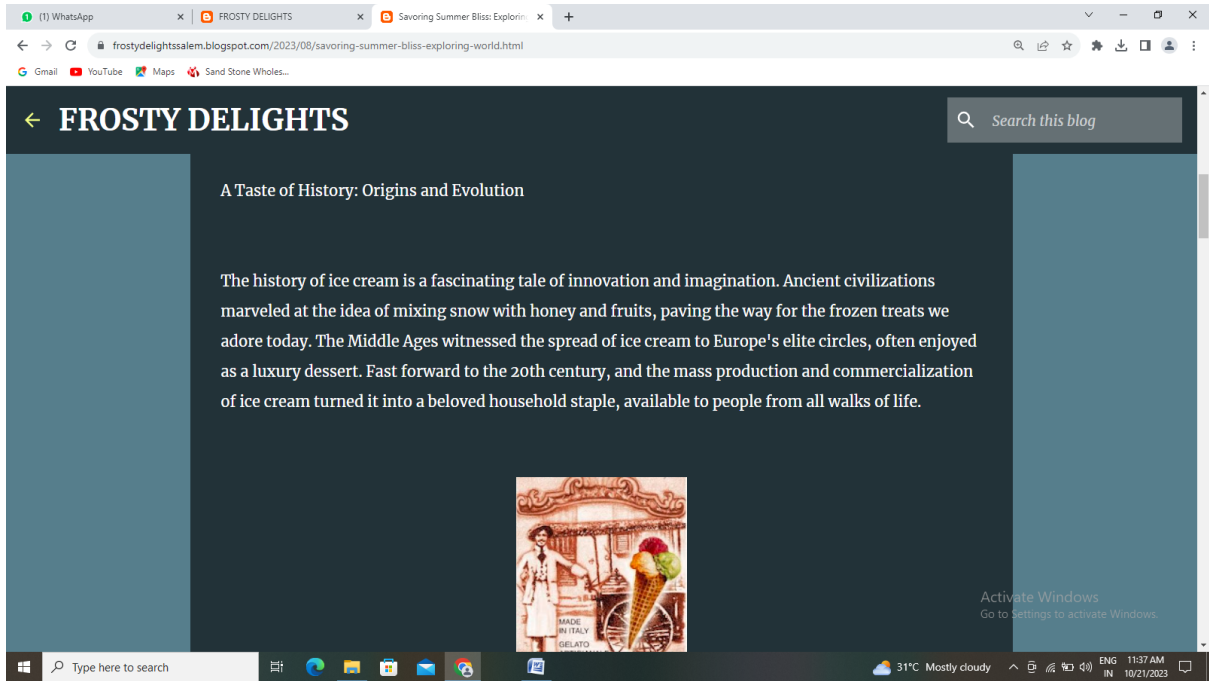 (1) WhatsApp
FROSTY DELIGHTS
Savoring Summer Bliss: Explorin
frostydelightssalem.blogspot.com/2023/08/savoring-summer-bliss-exploring-world.html
Gmail
YouTube
Maps
Sand Stone Wholes...
FROSTY DELIGHTS
Search this blog
A Taste of History: Origins and Evolution
The history of ice cream is a fascinating tale of innovation and imagination. Ancient civilizations
marveled at the idea of mixing snow with honey and fruits, paving the way for the frozen treats we
adore today. The Middle Ages witnessed the spread of ice cream to Europe's elite circles, often enjoyed
as a luxury dessert. Fast forward to the 20th century, and the mass production and commercialization
of ice cream turned it into a beloved household staple, available to people from all walks of life.
MADE
IN ITALY
GELATO
Activate Windows
Go to Settings to activate Windows.
Type here to search
31°C Mostly cloudy
ENG
IN
11:37 AM
10/21/2023